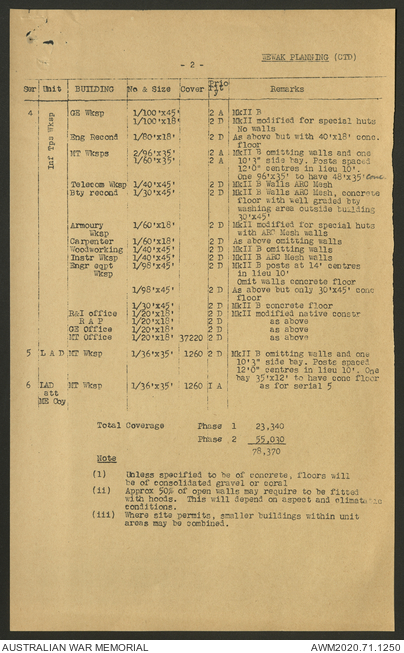 WEWAK PLANNING (CTD)
- 2 -
Ser Unit BUILDING No & Size Cover Prio rity Remarks
4 Inf Tps Wksp GE Wksp 1/100'x45' 2 A MkII B
1/100'x18' 2 D MkII modified for special huts
No walls
Eng Recond 1/80'x18' 2 D As above but with 40'x18' conc.
floor
MT Wksps 2/96'x35' 2 A MkII B omitting walls and one
1/60'x35' 2 A 10'3" side bay. Posts spaced
12'0" centres in lieu 10'.
One 96'x35' to have 48'x35' conc.
Telecom Wksp 1/40'x45' 2 D MkII B Walls ARC Mesh
Bty recond 1/30'x45' 2 D MkII B Walls ARC Mesh, concrete
floor with well graded bty
washing area outside building
30'x45'
Armoury 1/60'x18' 2 D MkII modified for special huts
Wksp with ARC Mesh walls
Carpenter 1/60'x18' 2 D As above omitting walls
Woodworking 1/40'x45' 2 D MkII B omitting walls
Instr Wksp 1/40'x45' 2 D MkII B ARC Mesh walls
Engr eqpt 1/98'x45' 2 D MkII B posts at 14' centres
Wksp in lieu 10'
Omit walls concrete floor
1/98'x45' 2 D As above but only 30'x45' conc
floor
1/30'x45' 2 D MkII B concrete floor
R&I office 1/20'x18' 2 D MkII modified native constr
R A P 1/20'x18' 2 D as above
GE Office 1/20'x18' 2 D as above
MT Office 1/20'x18' 37220 2 D as above
5 L A D MT Wksp 1/36'x35' 1260 2 D MkII B omitting walls and one
10'3" side bay. Posts spaced
12'0" centres in lieu 10'. One
bay 35'x12' to have conc floor
6 LAD MT Wksp 1/36'x35' 1260 I A as for serial 5
att
ME Coy
Total Coverage Phase 1 23,340
Phase 2 55,030
78,370
Note
(i) Unless specified to be of concrete, floors will
be of consolidated gravel or coral
(ii) Approx 50% of open walls may require to be fitted
with hoods. This will depend on aspect and climatic
conditions.
(iii) Where site permits, smaller buildings within unit
areas may be combined.
AUSTRALIAN WAR MEMORIAL AWM2020.71.1250